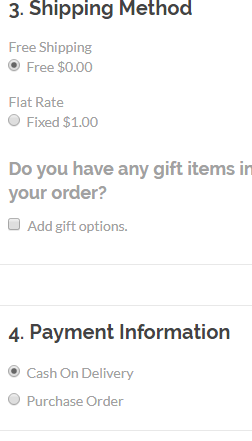 3. Shipping Method
Free Shipping
Free $0.00
Flat Rate
Fixed $1.00
Do you have any gift items in
your order?
Add gift options.
4. Payment Information
Cash On Delivery
Purchase Order